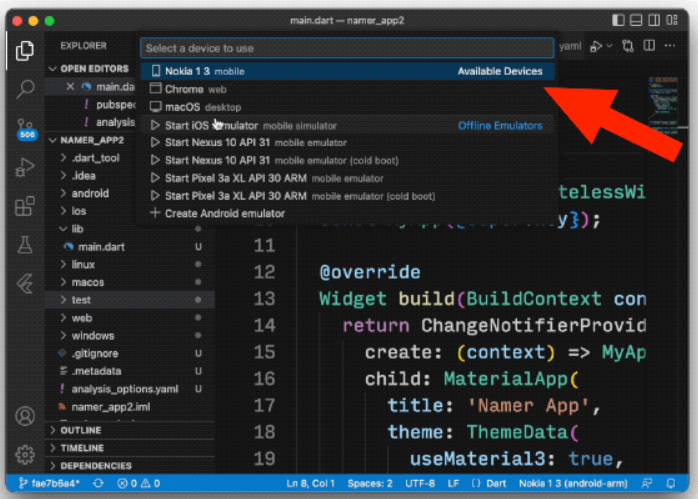 main.dart — namer_app2
EXPLORER
OPEN EDITORS
main.da
pubspe
analysis
NAMER_APP2
.dart_tool
.idea
android
ios
lib
main.dart U
linux
macos
test
web
windows
.gitignore U
.metadata U
analysis_options.yaml U
namer_app2.iml
OUTLINE
TIMELINE
DEPENDENCIES
506
Select a device to use
yaml
Nokia 1 3 mobile Available Devices
Chrome web
macOS desktop
Start iOS mulator mobile simulator Offline Emulators
Start Nexus 10 API 31 mobile emulator
Start Nexus 10 API 31 mobile emulator (cold boot)
Start Pixel 3a XL API 30 ARM mobile emulator
Start Pixel 3a XL API 30 ARM mobile emulator (cold boot)
Create Android emulator
telessWi
});
11
12 @override
13 Widget build(BuildContext con
14 return ChangeNotifierProvid
15 create: (context) => MyAp
16 child: MaterialApp(
17 title: 'Namer App',
18 theme: ThemeData(
19 useMaterial3: true,
fae7b6a4* 0 0 Ln 8, Col 1 Spaces: 2 UTF-8 LF {} Dart Nokia 1 3 (android-arm)